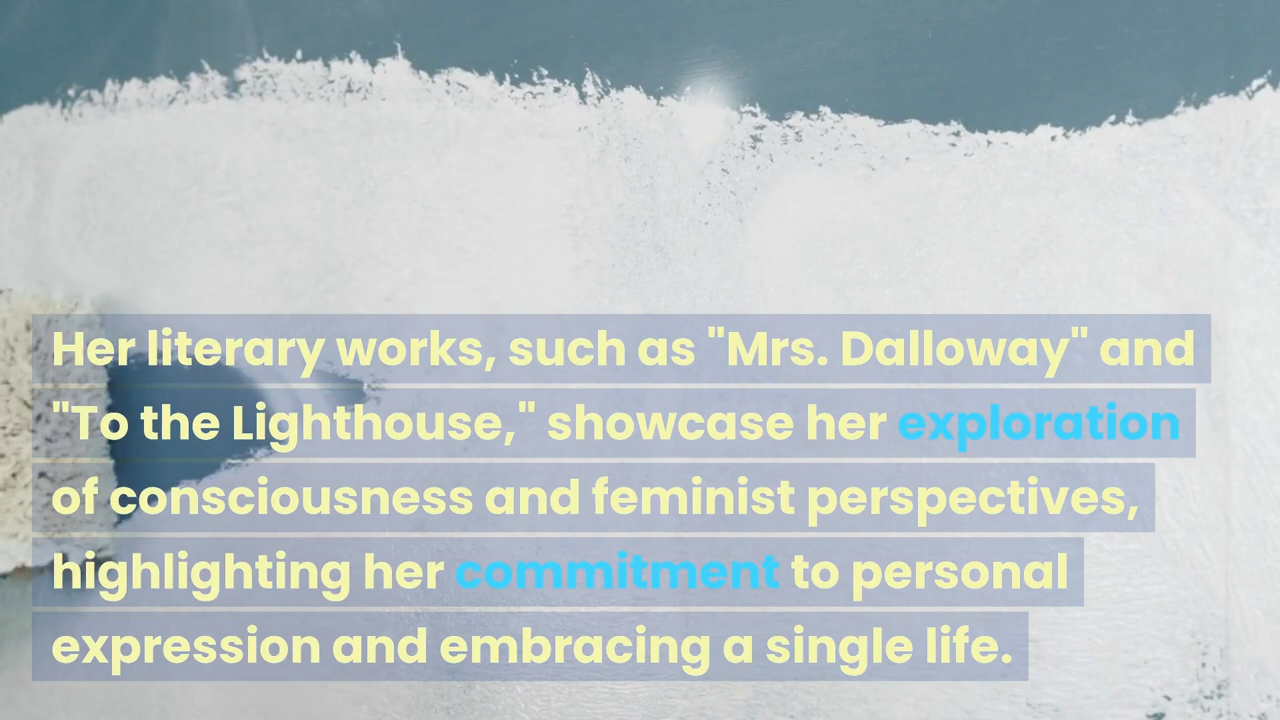 Her literary works, such as "Mrs. Dalloway" and
"To the Lighthouse," showcase her exploration
of consciousness and feminist perspectives,
highlighting her commitment to personal
expression and embracing a single life.